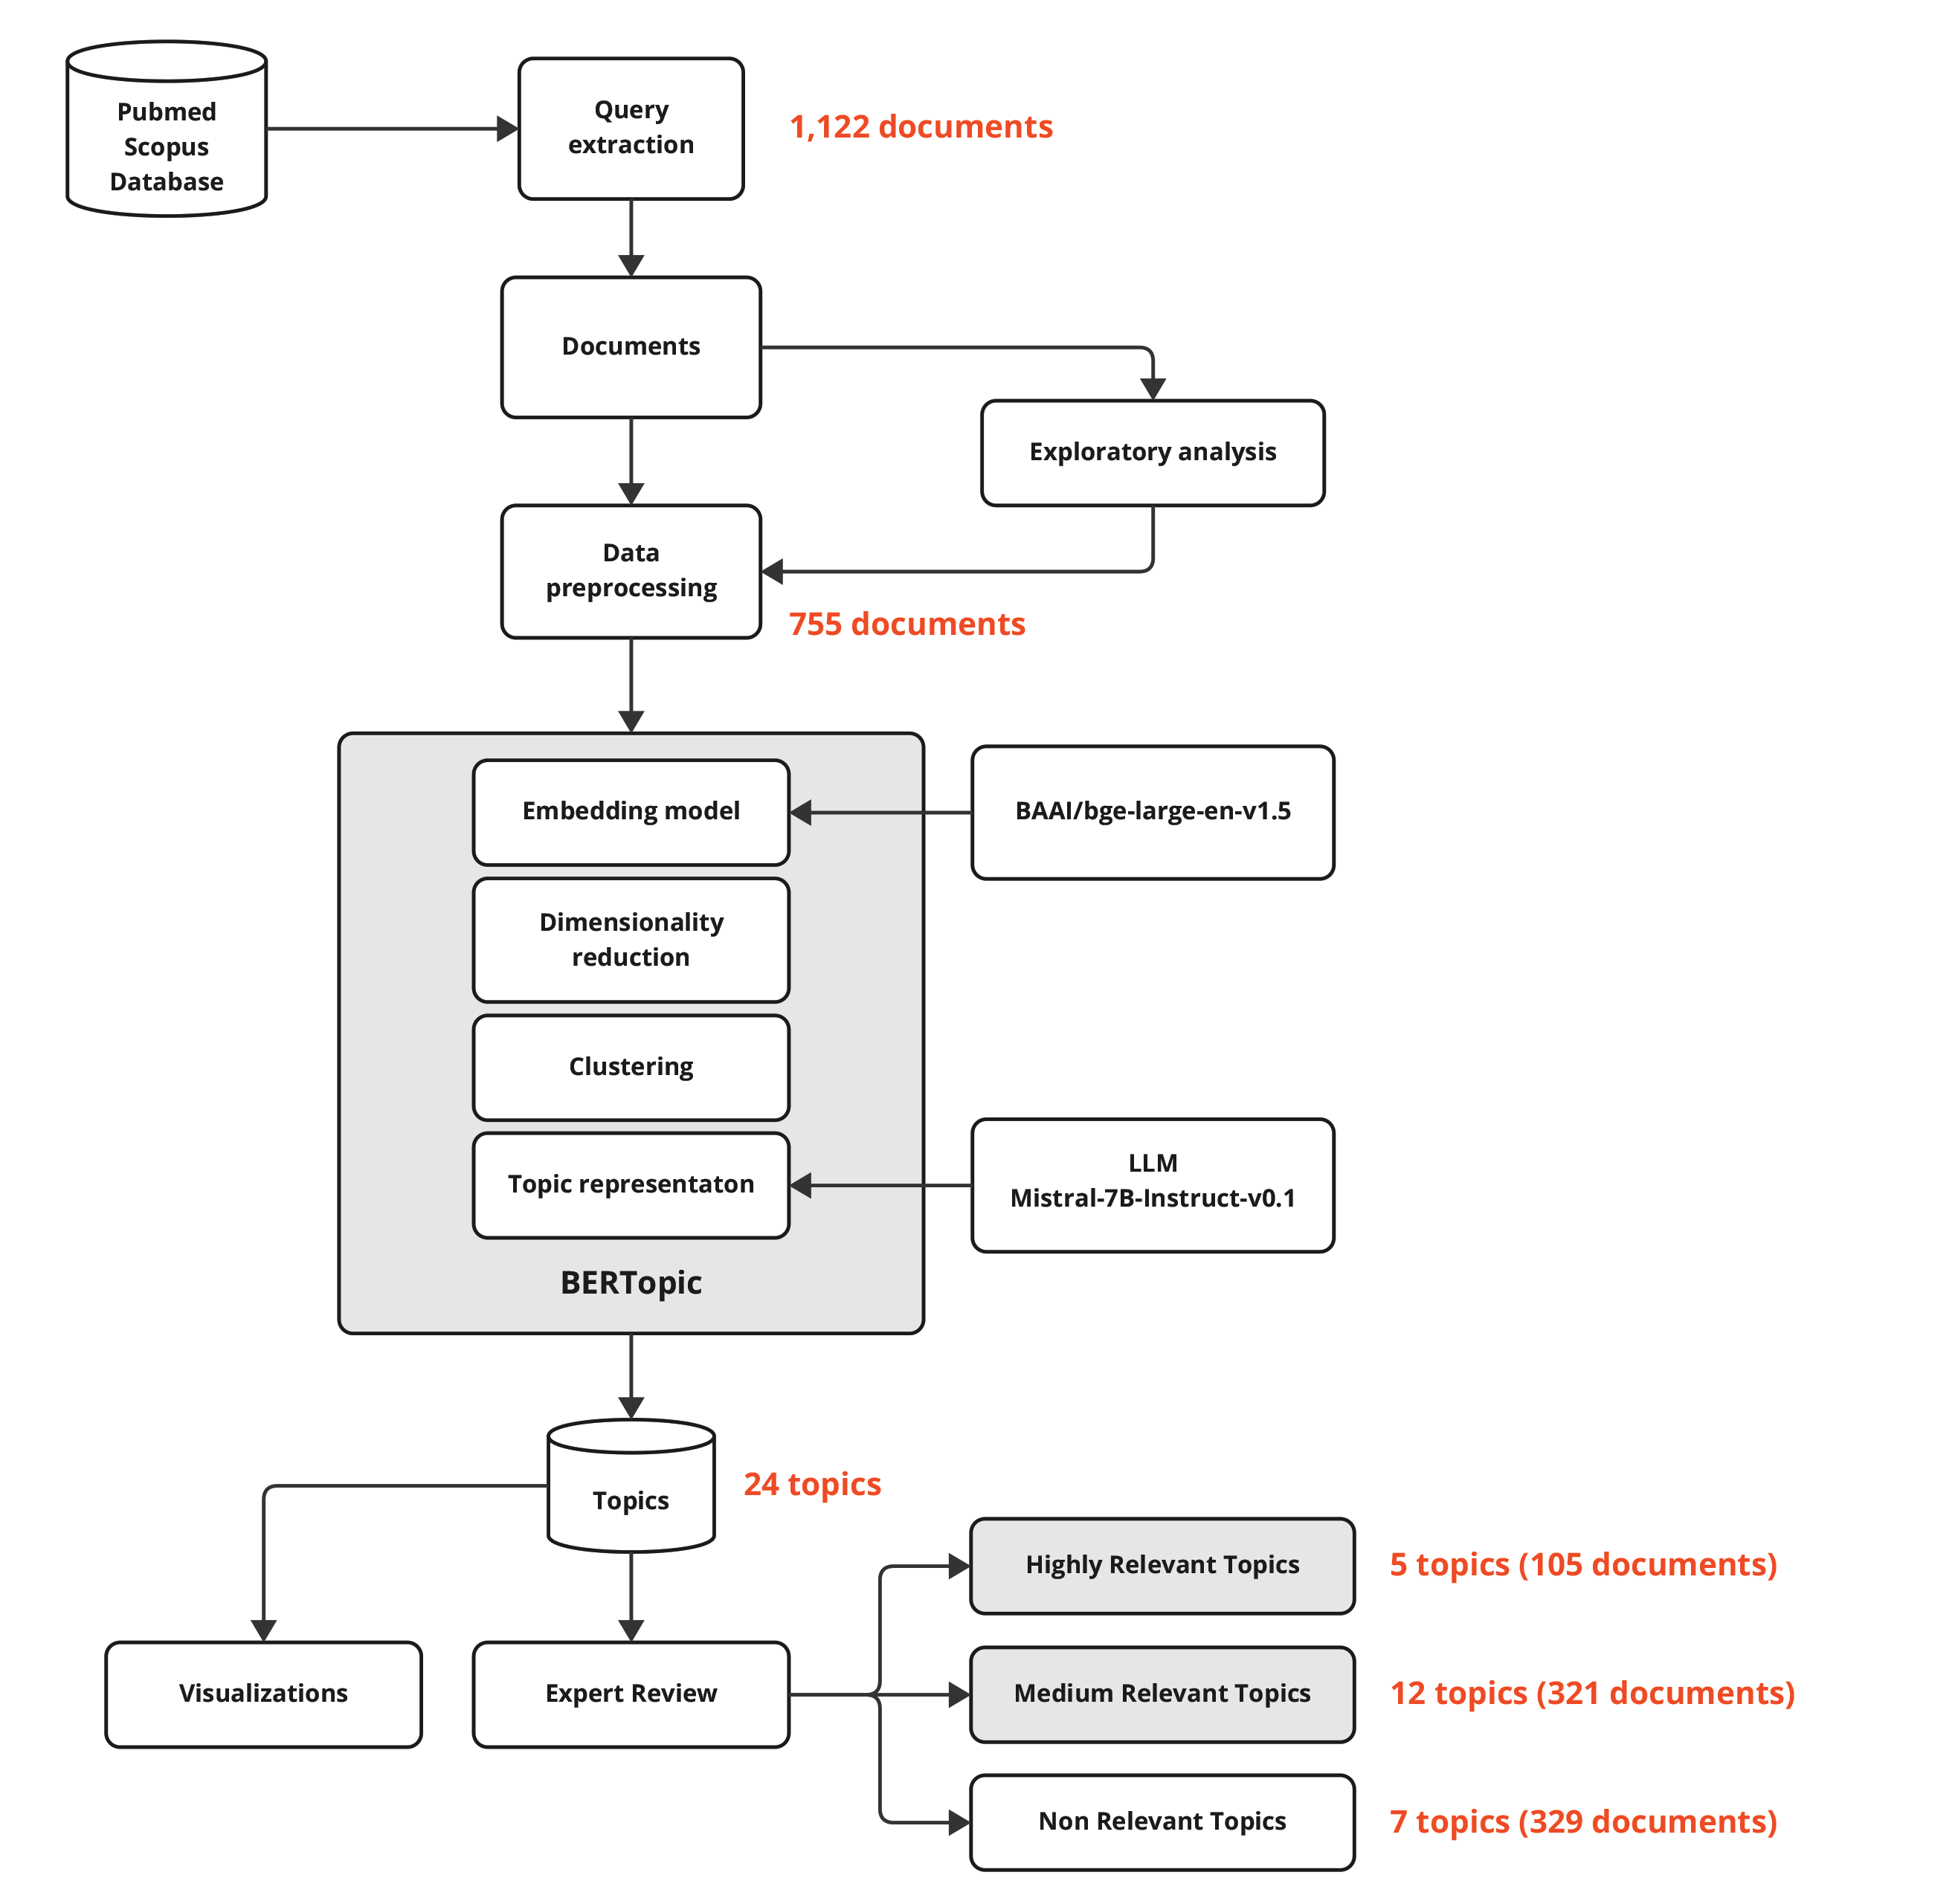 Pubmed
Scopus
Database
Query
extraction
1,122 documents
Documents
Exploratory analysis
Data
preprocessing
755 documents
Embedding model
BAAI/bge-large-en-v1.5
Dimensionality
reduction
Clustering
Topic representaton
LLM
Mistral-7B-Instruct-v0.1
BERTopic
Topics
24 topics
Highly Relevant Topics
5 topics (105 documents)
Visualizations
Expert Review
Medium Relevant Topics
12 topics (321 documents)
Non Relevant Topics
7 topics (329 documents)